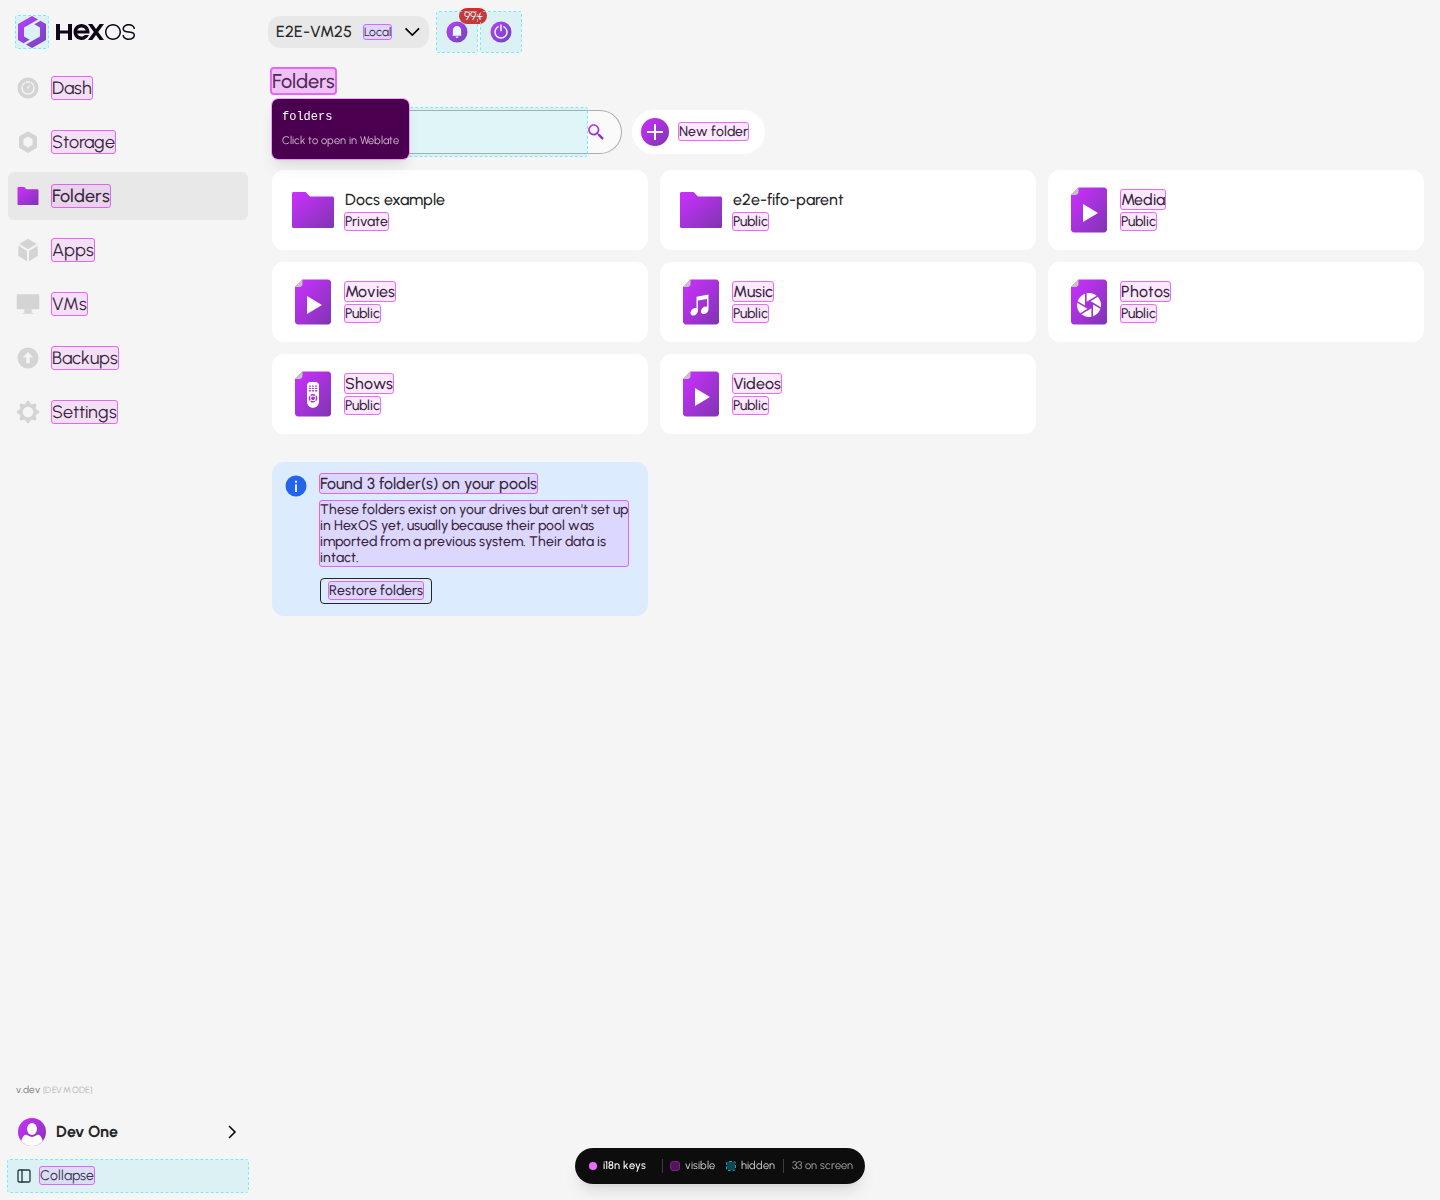 HexOS
E2E-VM25 Local
99+
Dash
Storage
Folders
Apps
VMs
Backups
Settings
Folders
folders
Click to open in Weblate
New folder
Docs example
Private
e2e-fifo-parent
Public
Media
Public
Movies
Public
Music
Public
Photos
Public
Shows
Public
Videos
Public
Found 3 folder(s) on your pools
These folders exist on your drives but aren't set up
in HexOS yet, usually because their pool was
imported from a previous system. Their data is
intact.
Restore folders
v.dev [DEVMODE]
Dev One
Collapse
i18n keys visible hidden 33 on screen